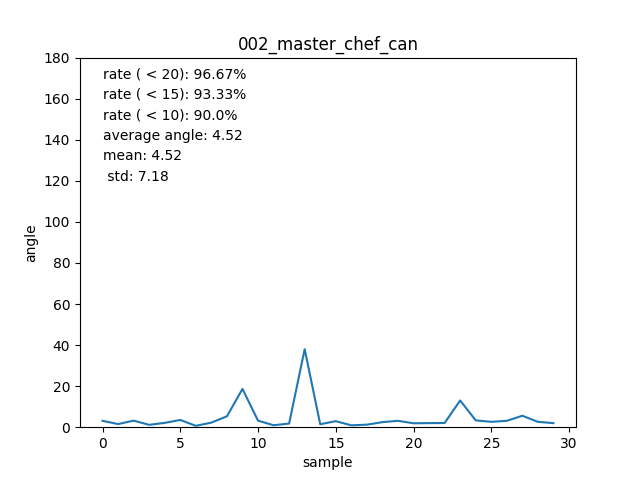 002_master_chef_can
rate ( < 20): 96.67%
rate ( < 15): 93.33%
rate ( < 10): 90.0%
average angle: 4.52
mean: 4.52
std: 7.18
180
160
140
120
100
80
60
40
20
0
angle
0 5 10 15 20 25 30
sample